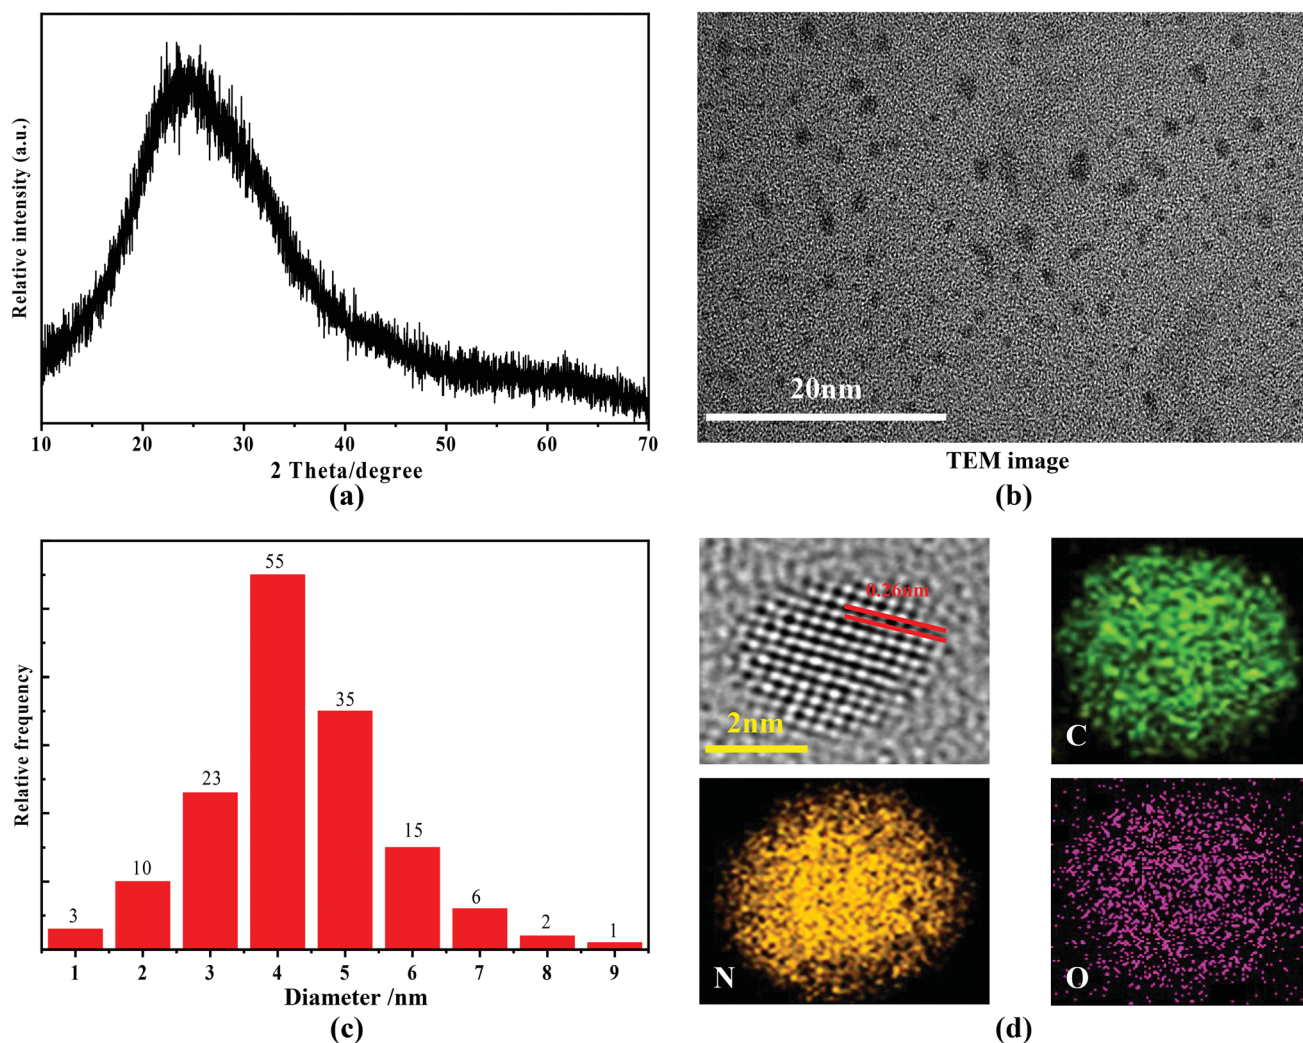 Relative intensity (a.u.)
10 20 30 40 50 60 70
2 Theta/degree
(a)
20nm
TEM image
(b)
Relative frequency
3 10 23 55 35 15 6 2 1
1 2 3 4 5 6 7 8 9
Diameter /nm
(c)
0.26nm
2nm
C
N
O
(d)